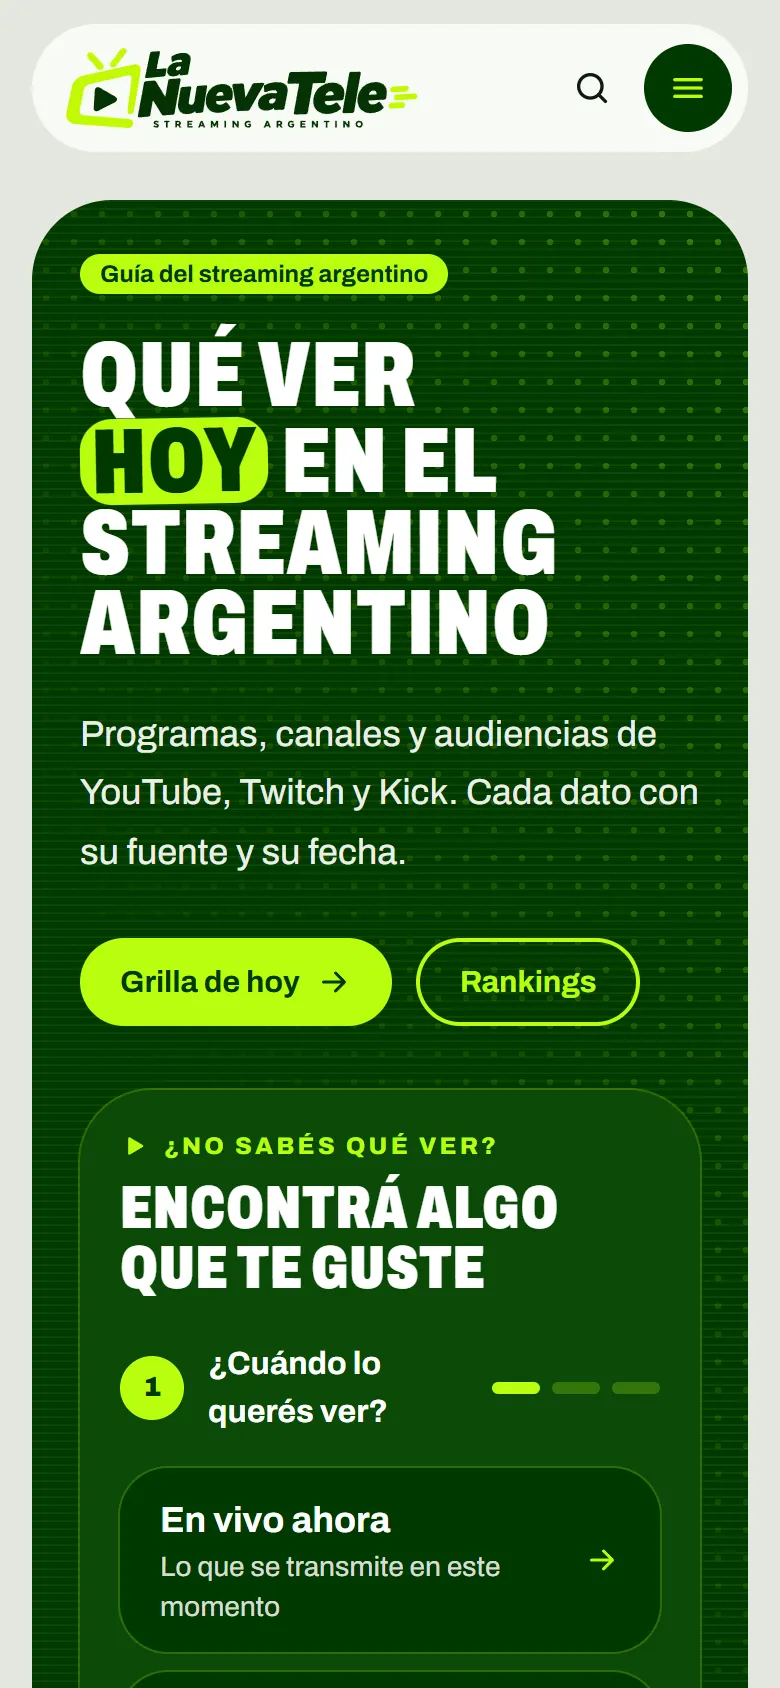 La
NuevaTele
STREAMING ARGENTINO
Guía del streaming argentino
QUÉ VER
HOY EN EL
STREAMING
ARGENTINO
Programas, canales y audiencias de
YouTube, Twitch y Kick. Cada dato con
su fuente y su fecha.
Grilla de hoy
Rankings
¿NO SABÉS QUÉ VER?
ENCONTRÁ ALGO
QUE TE GUSTE
1
¿Cuándo lo
querés ver?
En vivo ahora
Lo que se transmite en este
momento